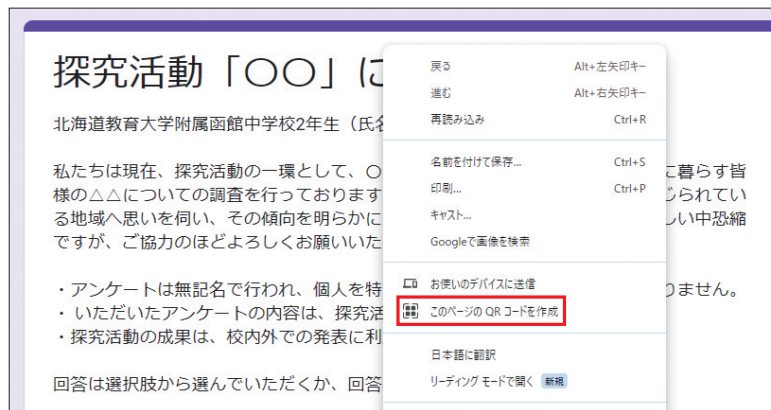 探究活動「〇〇」に
北海道教育大学附属函館中学校2年生（氏名
私たちは現在、探究活動の一環として、〇
に暮らす皆
様の△△についての調査を行っております
じられてい
る地域へ思いを伺い、その傾向を明らかに
しい中恐縮
ですが、ご協力のほどよろしくお願いいた
・アンケートは無記名で行われ、個人を特
りません。
・ いただいたアンケートの内容は、探究活
・探究活動の成果は、校内外での発表に利
回答は選択肢から選んでいただくか、回答
戻る Alt+左矢印キー
進む Alt+右矢印キー
再読み込み Ctrl+R
名前を付けて保存... Ctrl+S
印刷... Ctrl+P
キャスト...
Googleで画像を検索
お使いのデバイスに送信
このページの QR コードを作成
日本語に翻訳
リーディング モードで開く 新規